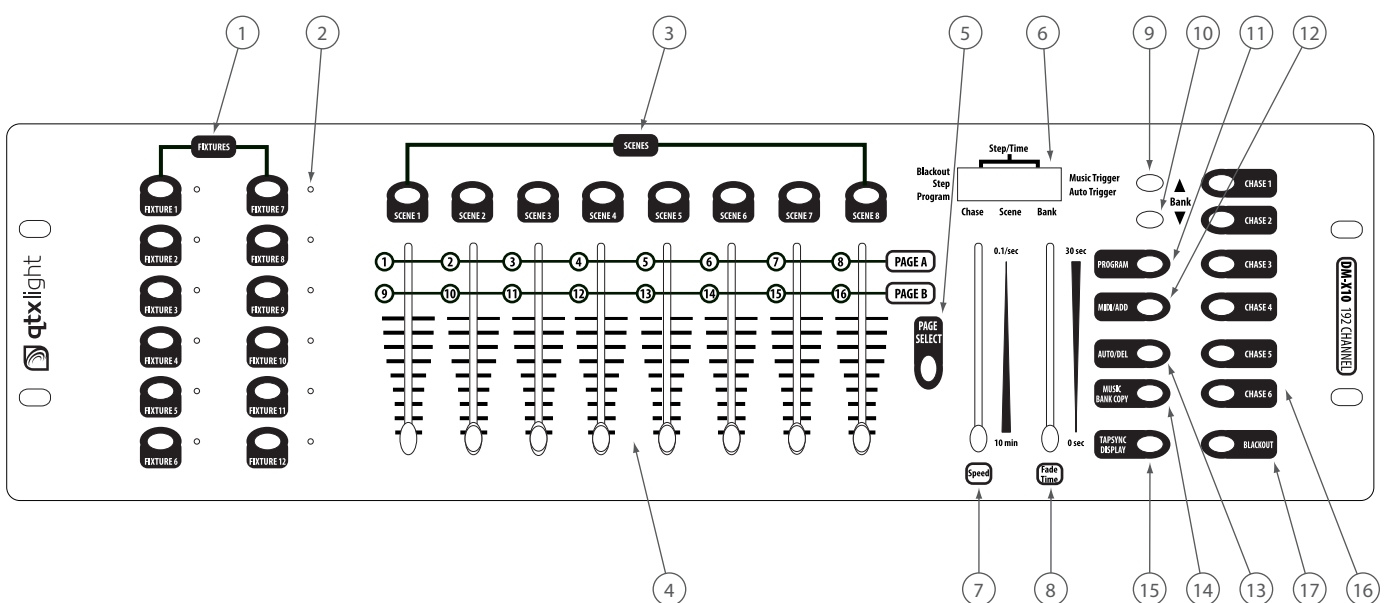 1 2 3 5 6 9 10 11 12
FIXTURES
FIXTURE 1 FIXTURE 7
FIXTURE 2 FIXTURE 8
FIXTURE 3 FIXTURE 9
FIXTURE 4 FIXTURE 10
FIXTURE 5 FIXTURE 11
FIXTURE 6 FIXTURE 12
qtxlight
SCENES
SCENE 1 SCENE 2 SCENE 3 SCENE 4 SCENE 5 SCENE 6 SCENE 7 SCENE 8
1 2 3 4 5 6 7 8 PAGE A
9 10 11 12 13 14 15 16 PAGE B
PAGE
SELECT
Step/Time
Blackout
Step
Program
Music Trigger
Auto Trigger
Chase Scene Bank
0.1/sec
10 min
Speed
30 sec
0 sec
Fade
Time
▲
Bank
▼
PROGRAM
MIDI/ADD
AUTO/DEL
MUSIC
BANK COPY
TAPSYNC
DISPLAY
CHASE 1
CHASE 2
CHASE 3
CHASE 4
CHASE 5
CHASE 6
BLACKOUT
DM-X10 192 CHANNEL
4 7 8 15 14 13 17 16